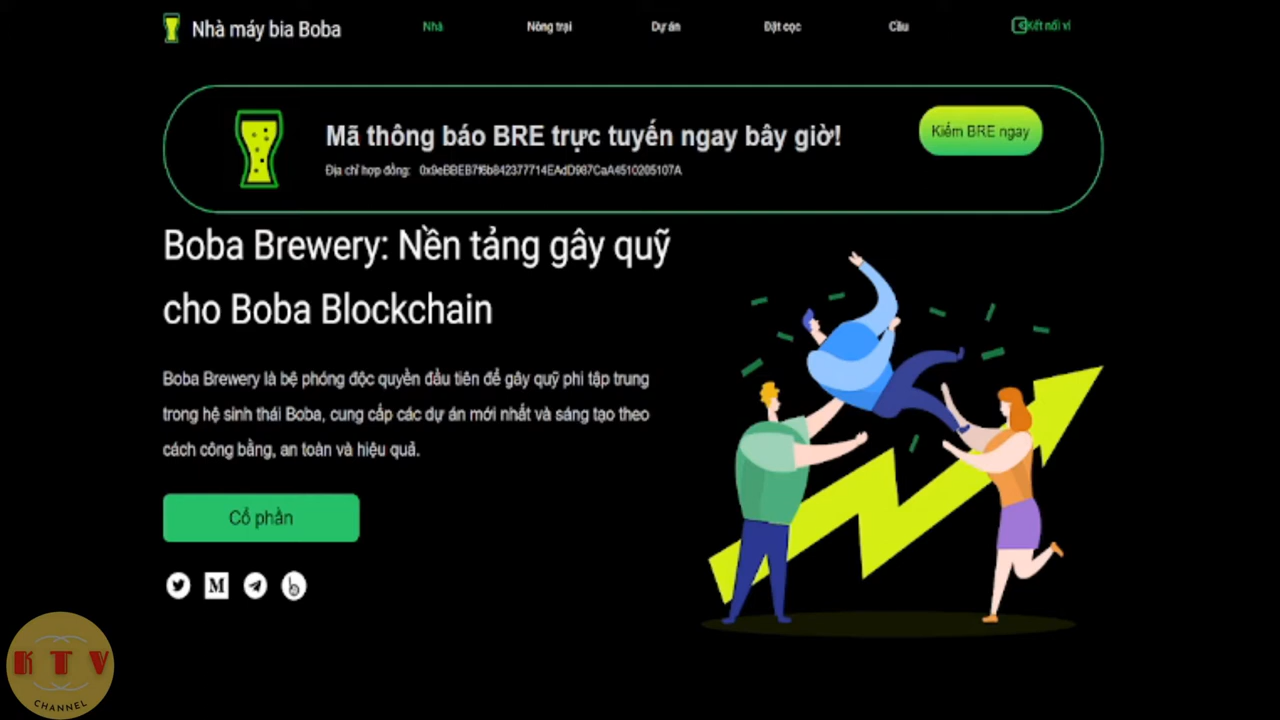 Nhà máy bia Boba
Nhà
Nông trại
Dự án
Đặt cọc
Cầu
Kết nối ví
Mã thông báo BRE trực tuyến ngay bây giờ!
Địa chỉ hợp đồng: 0x9eBBEB7f6b842377714EAdD987CaA4510205107A
Kiếm BRE ngay
Boba Brewery: Nền tảng gây quỹ
cho Boba Blockchain
Boba Brewery là bệ phóng độc quyền đầu tiên để gây quỹ phi tập trung
trong hệ sinh thái Boba, cung cấp các dự án mới nhất và sáng tạo theo
cách công bằng, an toàn và hiệu quả.
Cổ phần
M
KTV
CHANNEL